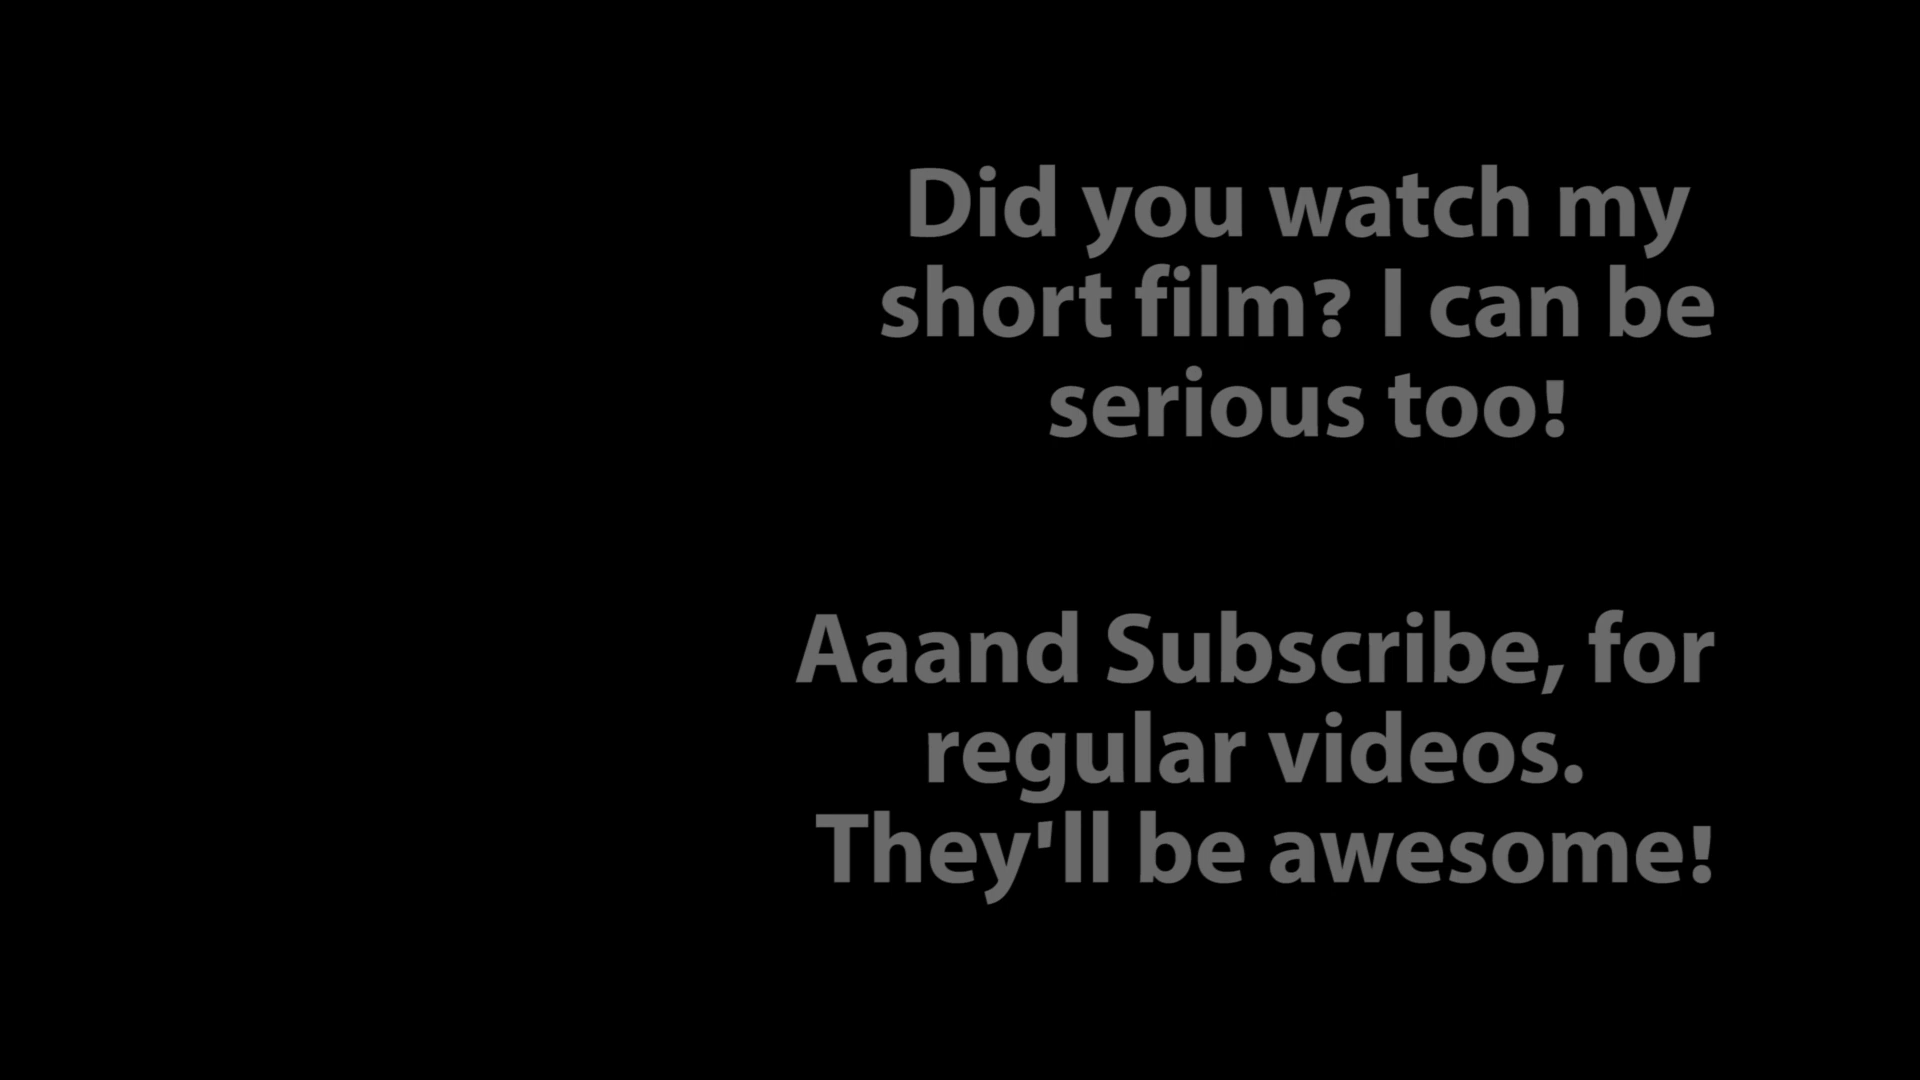 Did you watch my
short film? I can be
serious too!
Aaand Subscribe, for
regular videos.
They'll be awesome!